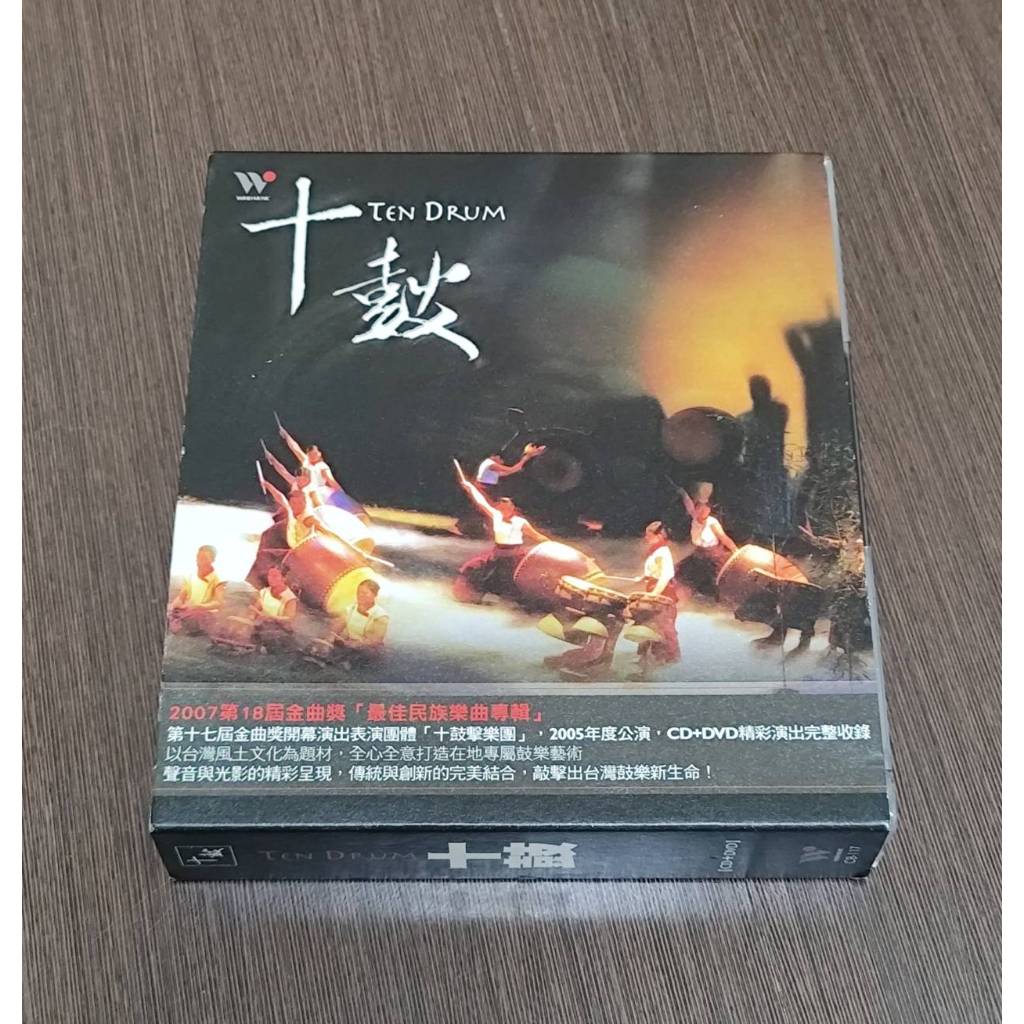 W
WIND MUSIC
十鼓
TEN DRUM
2007第18屆金曲獎「最佳民族樂曲專輯」
第十七屆金曲獎開幕演出表演團體「十鼓擊樂團」，2005年度公演，CD+DVD精彩演出完整收錄
以台灣風土文化為題材，全心全意打造在地專屬鼓樂藝術
聲音與光影的精彩呈現，傳統與創新的完美結合，敲擊出台灣鼓樂新生命！
十鼓
TEN DRUM
十鼓
[CD+DVD]
W
CB-117